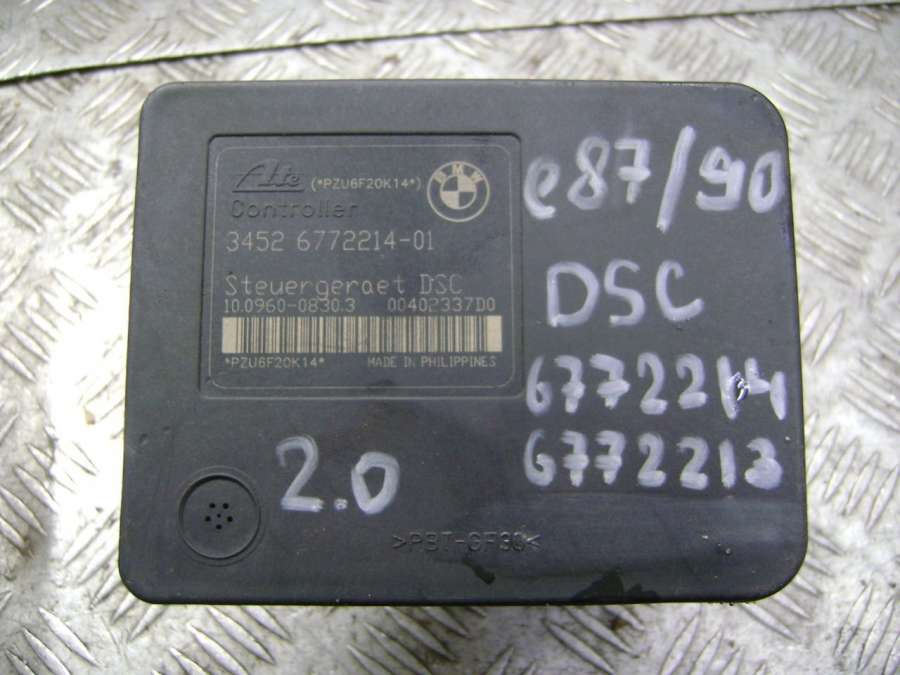 Ate (*PZU6F20K14*) BMW
Controller
3452 6772214-01
Steuergeraet DSC
10.0960-0830.3 00402337D0
*PZU6F20K14* MADE IN PHILIPPINES
e87/90
DSC
6772214
6772213
2.0
>PBT-GF30<